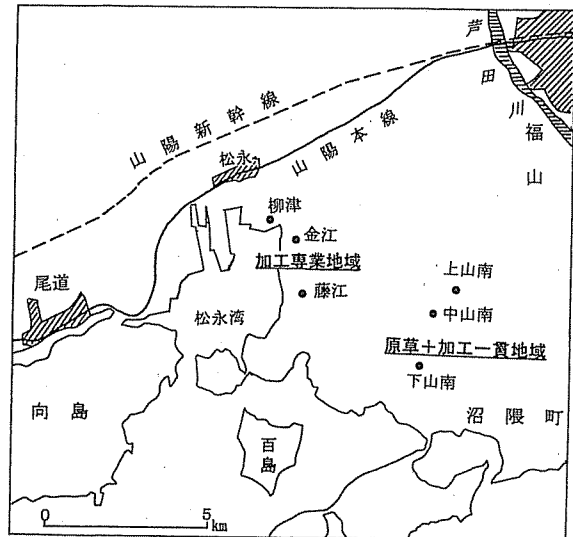 芦田川
福山
山陽新幹線
山陽本線
松永
柳津
金江
加工専業地域
藤江
上山南
中山南
原草+加工一貫地域
下山南
尾道
松永湾
向島
百島
沼隈町
0
5
km